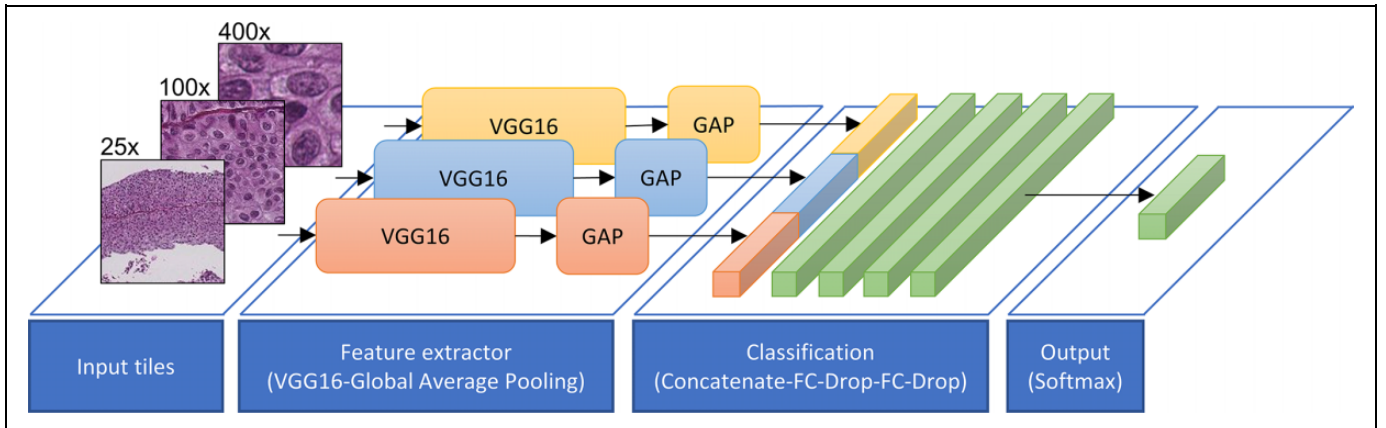 400x
100x
25x
VGG16
GAP
VGG16
GAP
VGG16
GAP
Input tiles
Feature extractor
(VGG16-Global Average Pooling)
Classification
(Concatenate-FC-Drop-FC-Drop)
Output
(Softmax)